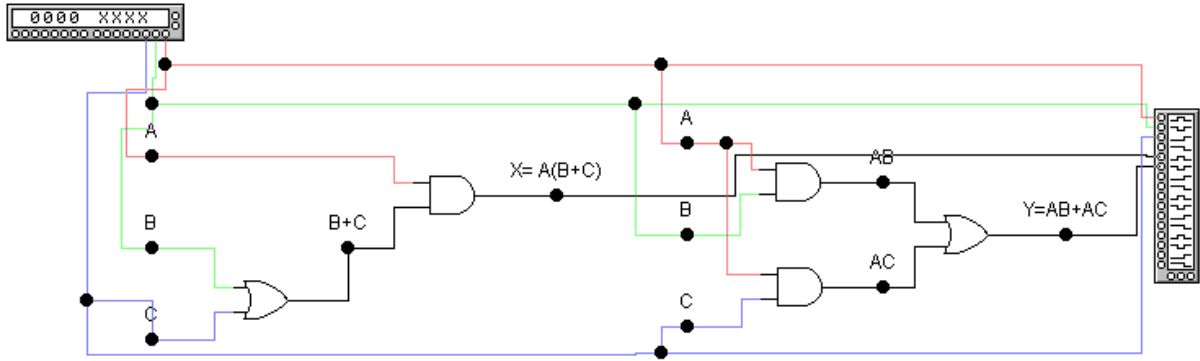 0000 XXXX
A
B
C
B+C
X= A(B+C)
A
B
C
AB
AC
Y=AB+AC